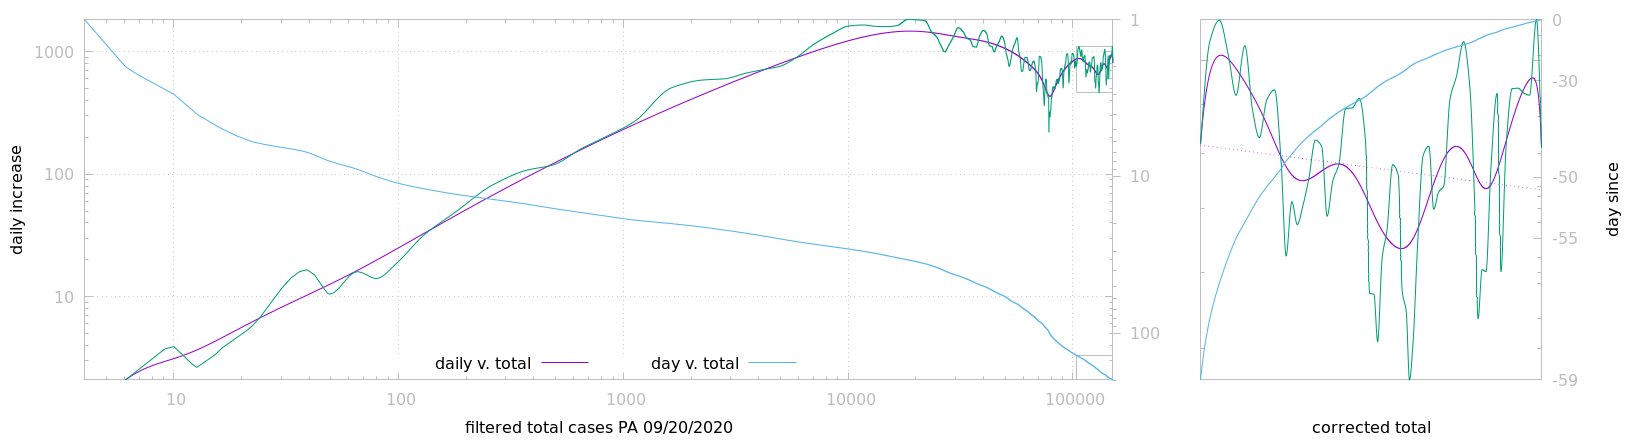 daily increase
1000
100
10
10
100
1000
10000
100000
filtered total cases PA 09/20/2020
daily v. total
day v. total
1
10
100
0
-30
-50
-55
-59
day since
corrected total